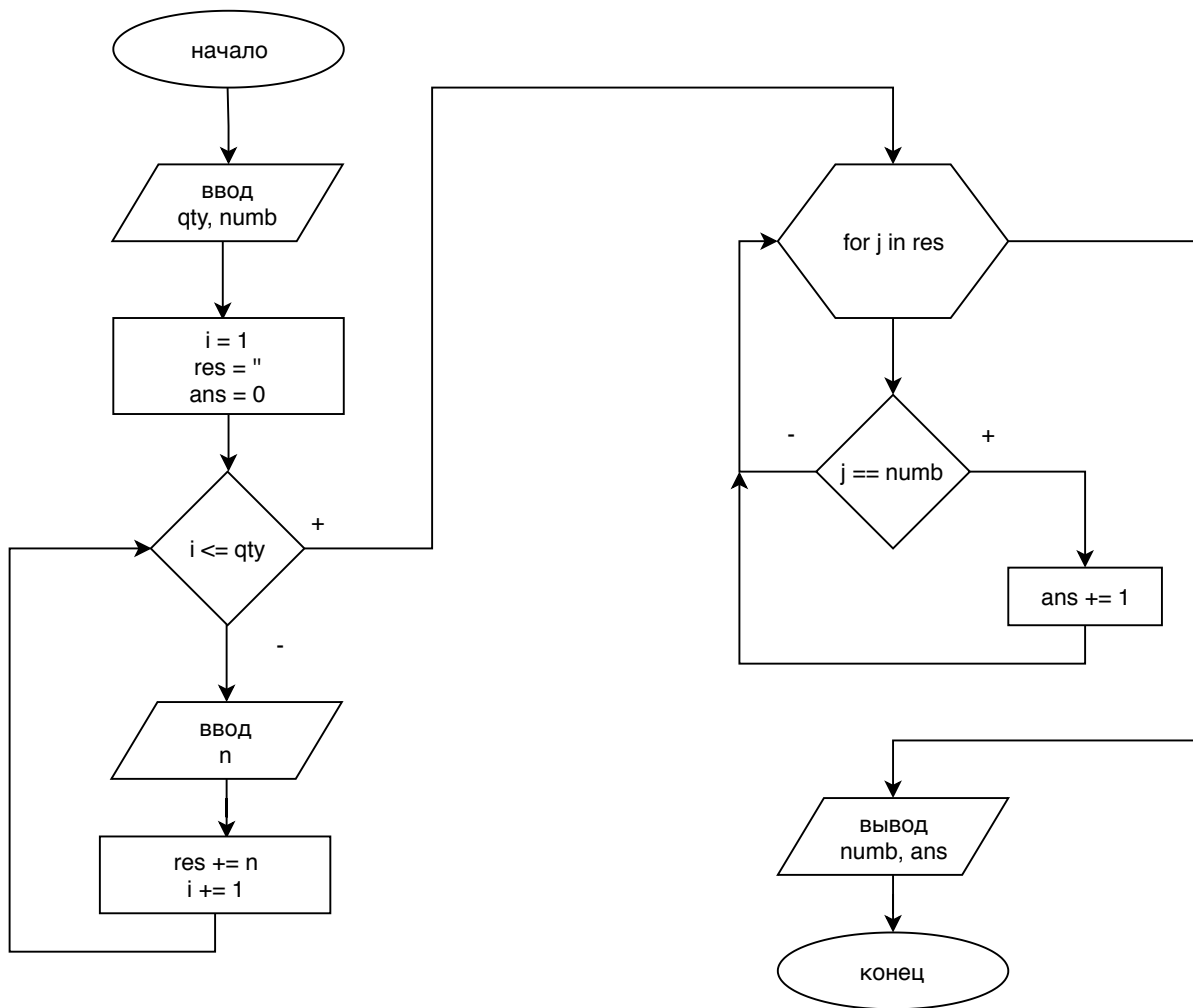 начало
ввод
qty, numb
i = 1
res = ''
ans = 0
i <= qty
+
-
ввод
n
res += n
i += 1
for j in res
j == numb
-
+
ans += 1
вывод
numb, ans
конец